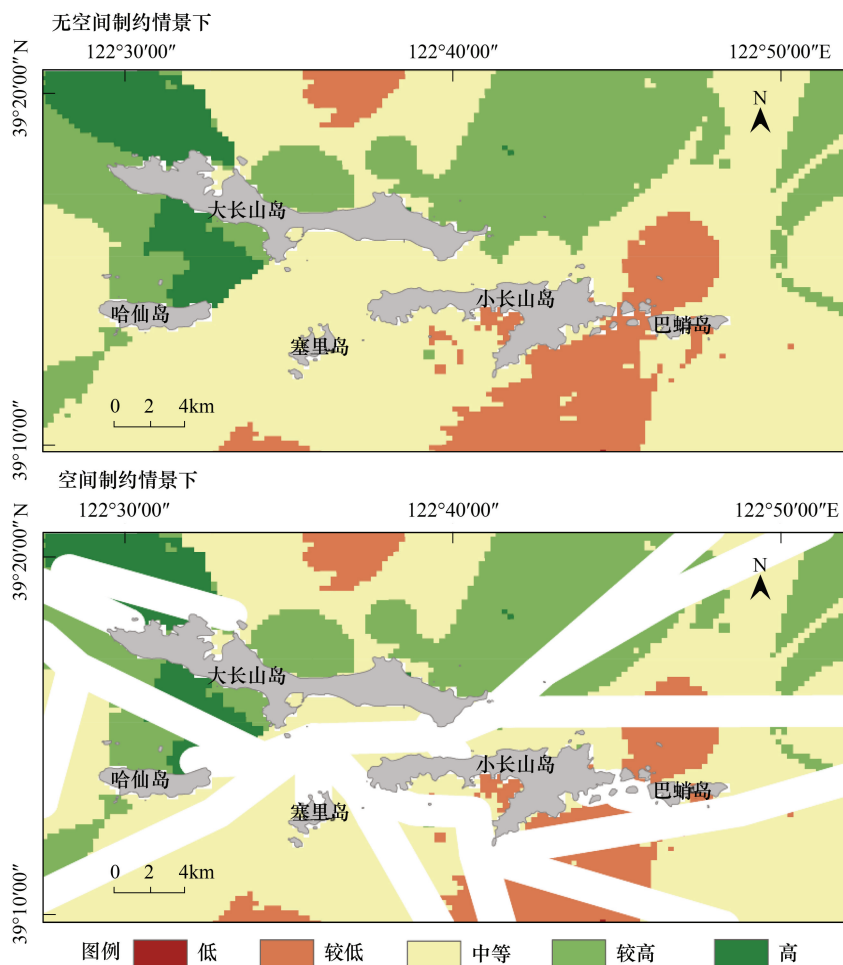 无空间制约情景下
122°30′00″ 122°40′00″ 122°50′00″E
39°20′00″ N
N
大长山岛
小长山岛
哈仙岛
巴蛸岛
塞里岛
0 2 4km
39°10′00″
空间制约情景下
122°30′00″ 122°40′00″ 122°50′00″E
39°20′00″ N
N
大长山岛
小长山岛
哈仙岛
巴蛸岛
塞里岛
0 2 4km
39°10′00″
图例 低 较低 中等 较高 高